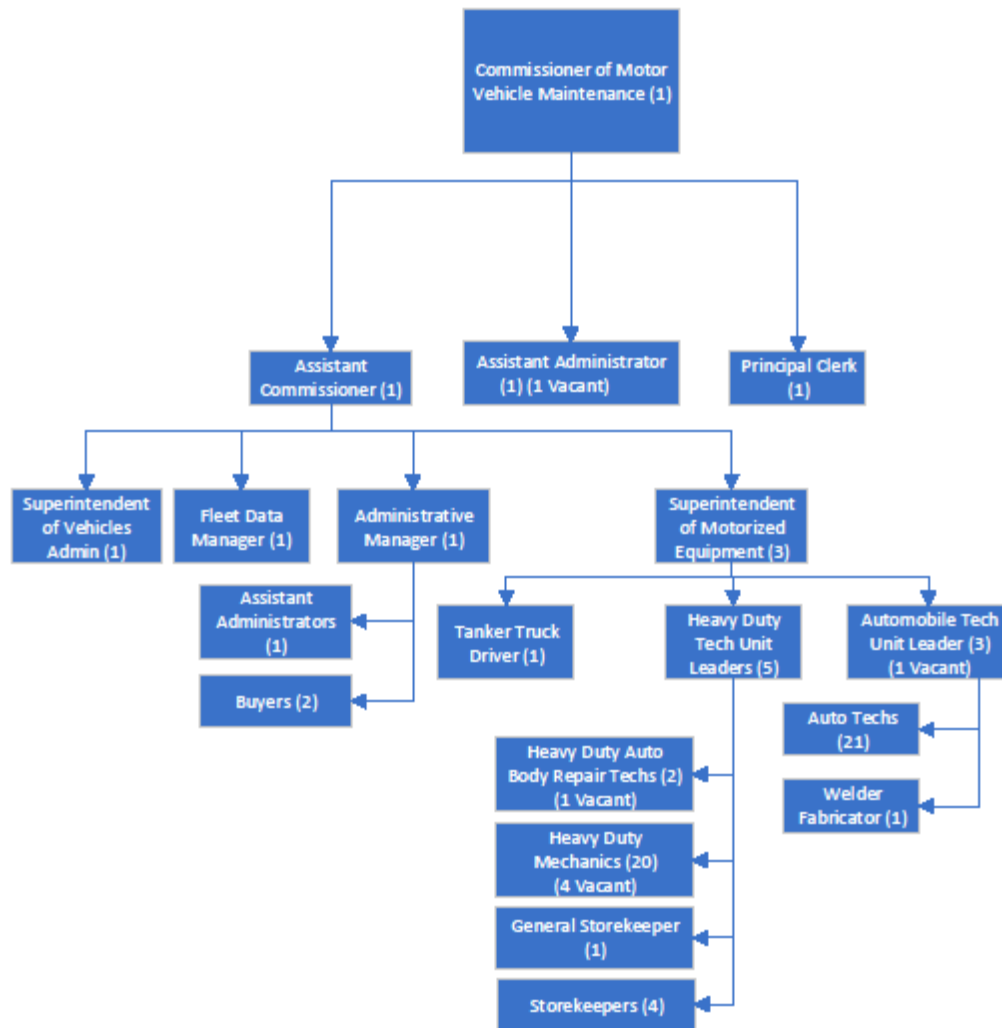 Commissioner of Motor
Vehicle Maintenance (1)
Assistant
Commissioner (1)
Assistant Administrator
(1) (1 Vacant)
Principal Clerk
(1)
Superintendent
of Vehicles
Admin (1)
Fleet Data
Manager (1)
Administrative
Manager (1)
Superintendent
of Motorized
Equipment (3)
Assistant
Administrators
(1)
Buyers (2)
Tanker Truck
Driver (1)
Heavy Duty
Tech Unit
Leaders (5)
Automobile Tech
Unit Leader (3)
(1 Vacant)
Heavy Duty Auto
Body Repair Techs (2)
(1 Vacant)
Heavy Duty
Mechanics (20)
(4 Vacant)
General Storekeeper
(1)
Storekeepers (4)
Auto Techs
(21)
Welder
Fabricator (1)